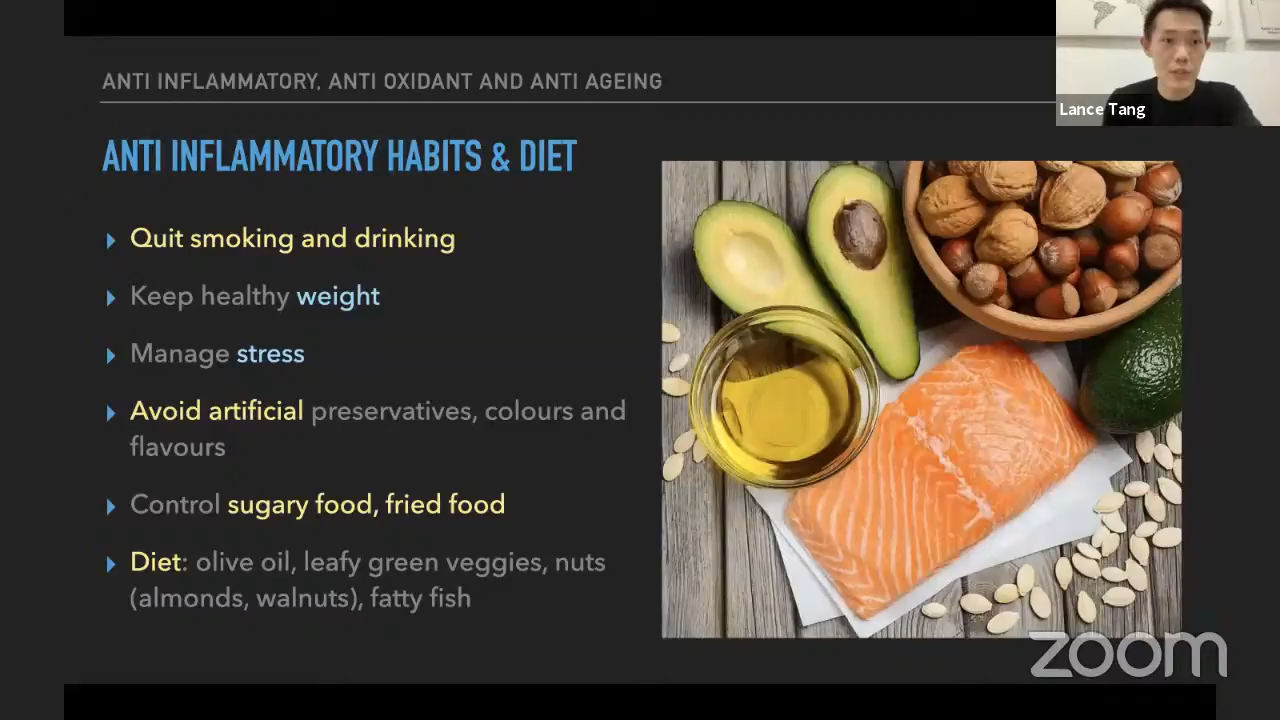 ANTI INFLAMMATORY, ANTI OXIDANT AND ANTI AGEING
Lance Tang
ANTI INFLAMMATORY HABITS & DIET
Quit smoking and drinking
Keep healthy weight
Manage stress
Avoid artificial preservatives, colours and
flavours
Control sugary food, fried food
Diet: olive oil, leafy green veggies, nuts
(almonds, walnuts), fatty fish
zoom